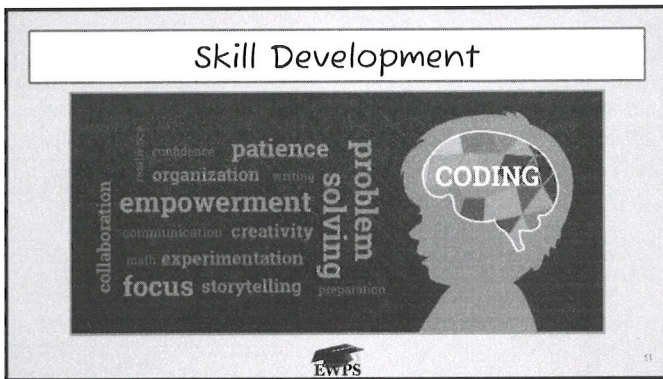 Skill Development
resilience
confidence patience
organization writing
empowerment
communication creativity
math experimentation
focus storytelling
preparation
collaboration
problem
solving
CODING
EWPS